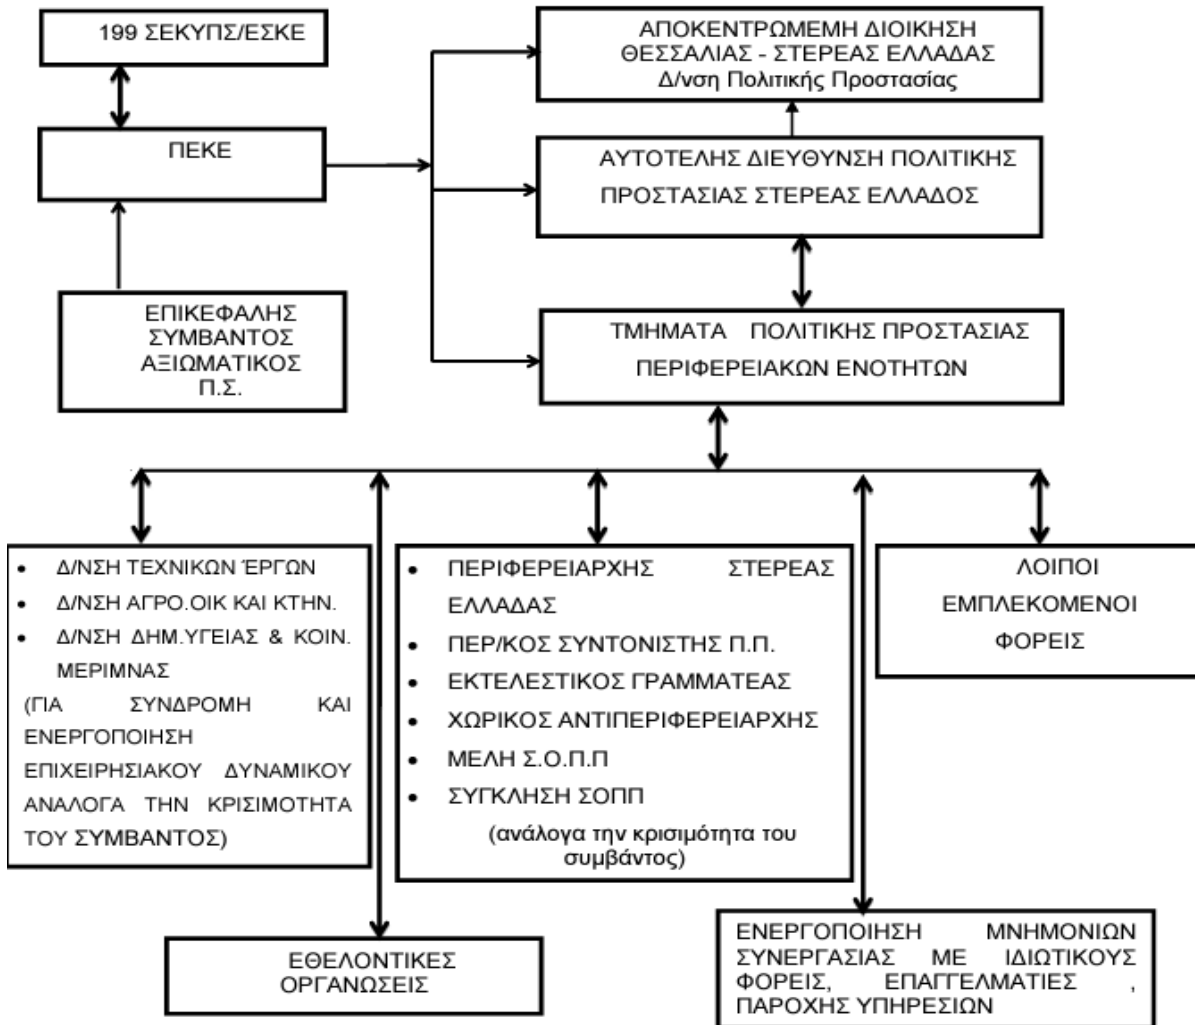 199 ΣΕΚΥΠΣ/ΕΣΚΕ
ΠΕΚΕ
ΕΠΙΚΕΦΑΛΗΣ
ΣΥΜΒΑΝΤΟΣ
ΑΞΙΩΜΑΤΙΚΟΣ
Π.Σ.
ΑΠΟΚΕΝΤΡΩΜΕΜΗ ΔΙΟΙΚΗΣΗ
ΘΕΣΣΑΛΙΑΣ - ΣΤΕΡΕΑΣ ΕΛΛΑΔΑΣ
Δ/νση Πολιτικής Προστασίας
ΑΥΤΟΤΕΛΗΣ ΔΙΕΥΘΥΝΣΗ ΠΟΛΙΤΙΚΗΣ
ΠΡΟΣΤΑΣΙΑΣ ΣΤΕΡΕΑΣ ΕΛΛΑΔΟΣ
ΤΜΗΜΑΤΑ ΠΟΛΙΤΙΚΗΣ ΠΡΟΣΤΑΣΙΑΣ
ΠΕΡΙΦΕΡΕΙΑΚΩΝ ΕΝΟΤΗΤΩΝ
• Δ/ΝΣΗ ΤΕΧΝΙΚΩΝ ΈΡΓΩΝ
• Δ/ΝΣΗ ΑΓΡΟ.ΟΙΚ ΚΑΙ ΚΤΗΝ.
• Δ/ΝΣΗ ΔΗΜ.ΥΓΕΙΑΣ & ΚΟΙΝ.
ΜΕΡΙΜΝΑΣ
(ΓΙΑ ΣΥΝΔΡΟΜΗ ΚΑΙ
ΕΝΕΡΓΟΠΟΙΗΣΗ
ΕΠΙΧΕΙΡΗΣΙΑΚΟΥ ΔΥΝΑΜΙΚΟΥ
ΑΝΑΛΟΓΑ ΤΗΝ ΚΡΙΣΙΜΟΤΗΤΑ
ΤΟΥ ΣΥΜΒΑΝΤΟΣ)
• ΠΕΡΙΦΕΡΕΙΑΡΧΗΣ ΣΤΕΡΕΑΣ
ΕΛΛΑΔΑΣ
• ΠΕΡ/ΚΟΣ ΣΥΝΤΟΝΙΣΤΗΣ Π.Π.
• ΕΚΤΕΛΕΣΤΙΚΟΣ ΓΡΑΜΜΑΤΕΑΣ
• ΧΩΡΙΚΟΣ ΑΝΤΙΠΕΡΙΦΕΡΕΙΑΡΧΗΣ
• ΜΕΛΗ Σ.Ο.Π.Π
• ΣΥΓΚΛΗΣΗ ΣΟΠΠ
(ανάλογα την κρισιμότητα του
συμβάντος)
ΛΟΙΠΟΙ
ΕΜΠΛΕΚΟΜΕΝΟΙ
ΦΟΡΕΙΣ
ΕΘΕΛΟΝΤΙΚΕΣ
ΟΡΓΑΝΩΣΕΙΣ
ΕΝΕΡΓΟΠΟΙΗΣΗ ΜΝΗΜΟΝΙΩΝ
ΣΥΝΕΡΓΑΣΙΑΣ ΜΕ ΙΔΙΩΤΙΚΟΥΣ
ΦΟΡΕΙΣ, ΕΠΑΓΓΕΛΜΑΤΙΕΣ ,
ΠΑΡΟΧΗΣ ΥΠΗΡΕΣΙΩΝ